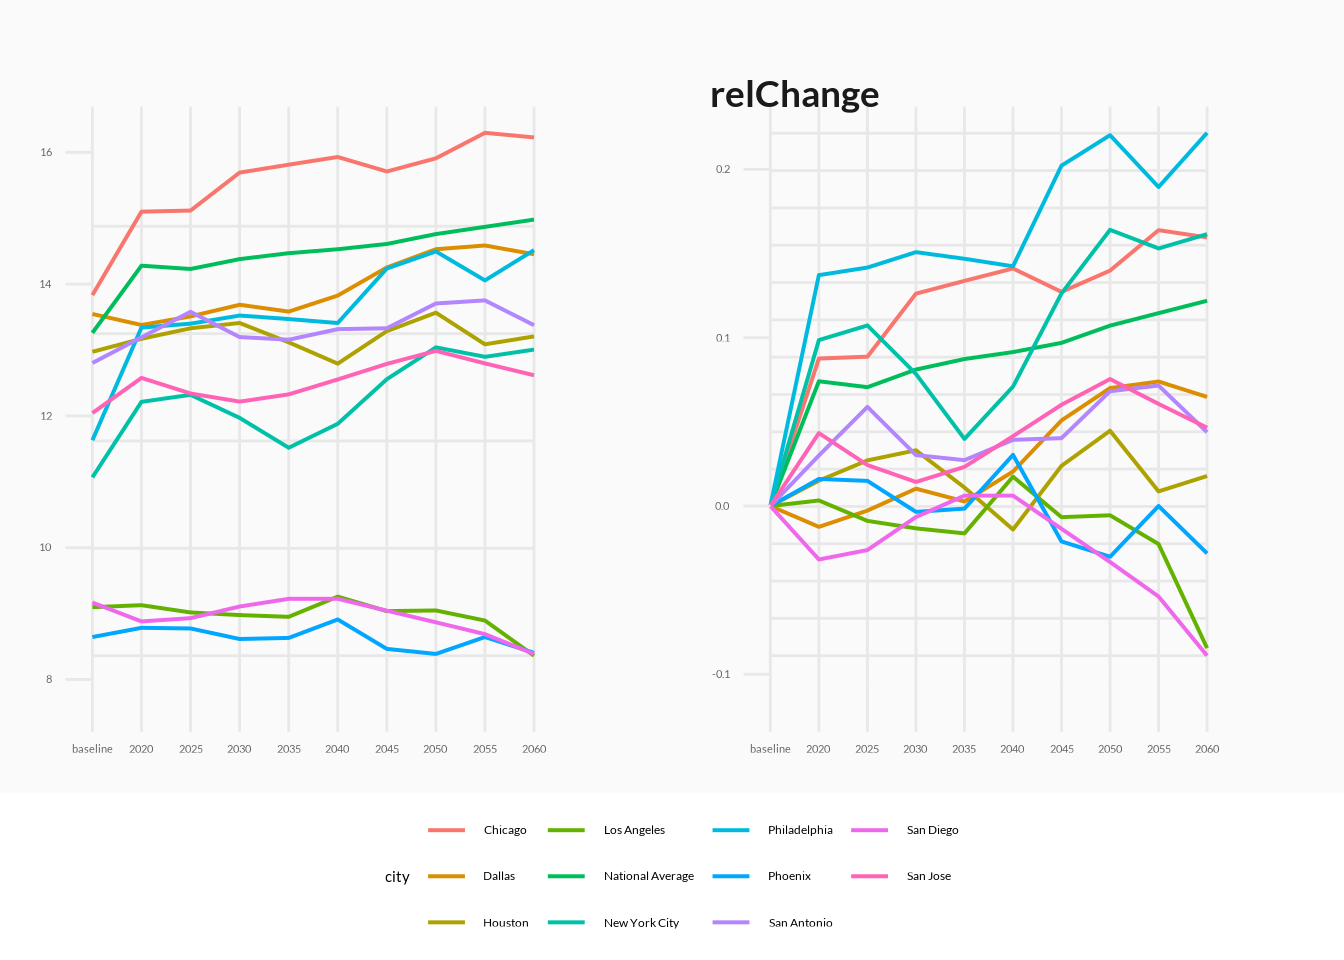 relChange
16
14
12
10
8
baseline 2020 2025 2030 2035 2040 2045 2050 2055 2060
0.2
0.1
0.0
-0.1
baseline 2020 2025 2030 2035 2040 2045 2050 2055 2060
city
Chicago Los Angeles Philadelphia San Diego
Dallas National Average Phoenix San Jose
Houston New York City San Antonio